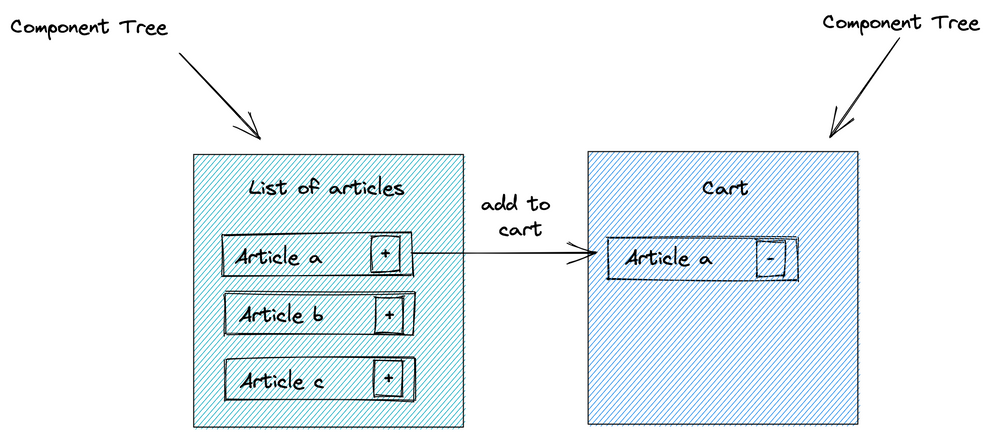 Component Tree
Component Tree
List of articles
Article a +
Article b +
Article c +
add to
cart
Cart
Article a -